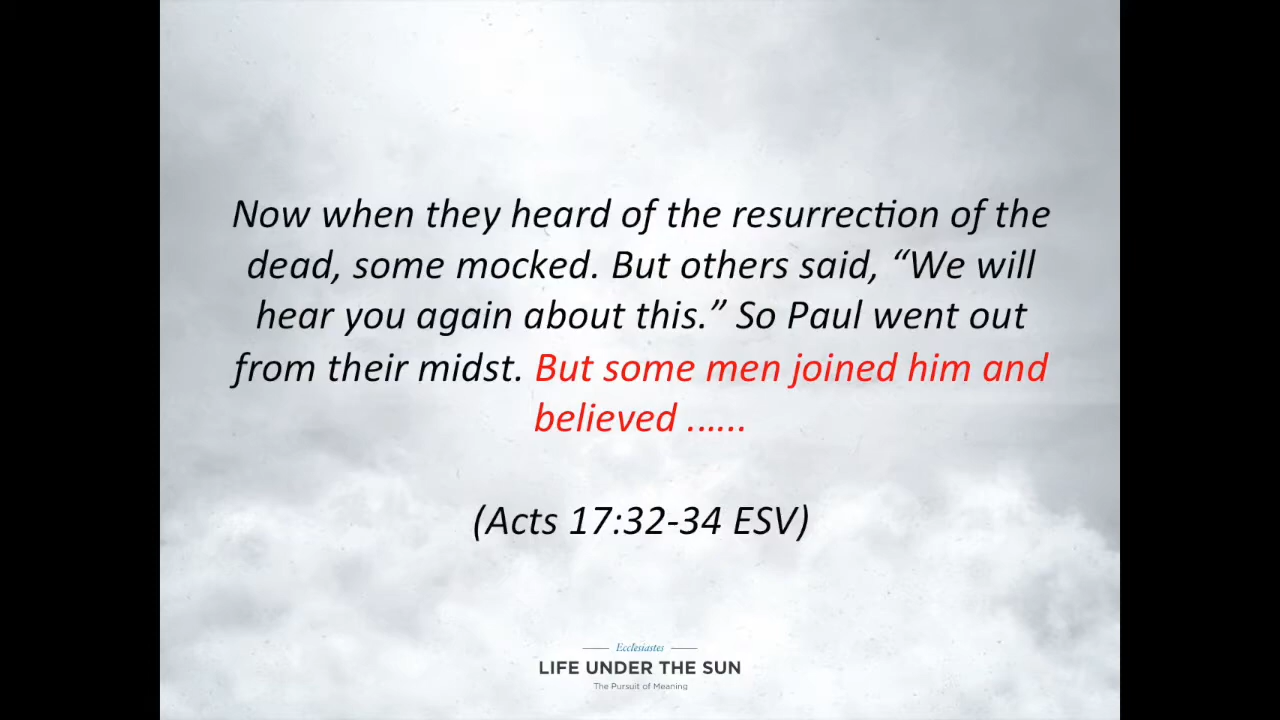 Now when they heard of the resurrection of the
dead, some mocked. But others said, “We will
hear you again about this.” So Paul went out
from their midst. But some men joined him and
believed ......
(Acts 17:32-34 ESV)
Ecclesiastes
LIFE UNDER THE SUN
The Pursuit of Meaning